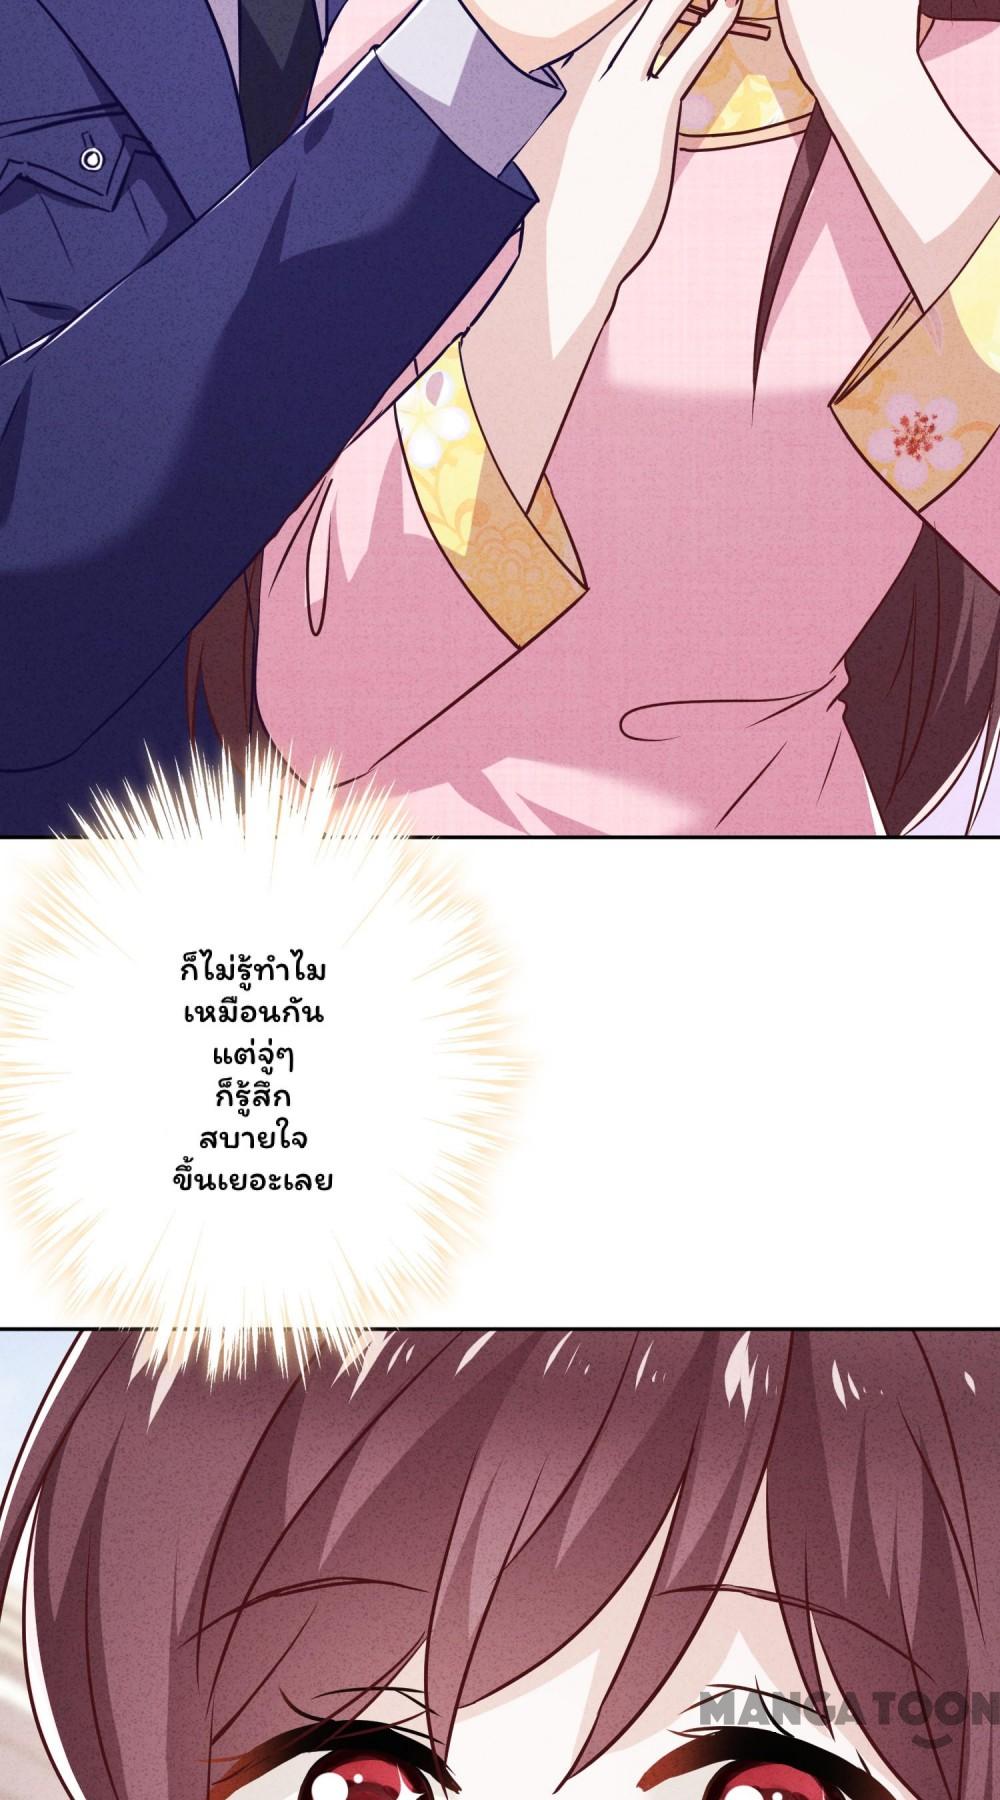 ก็ไม่รู้ทำไม
เหมือนกัน
แต่จู่ๆ
ก็รู้สึก
สบายใจ
ขึ้นเยอะเลย
MANGATOON